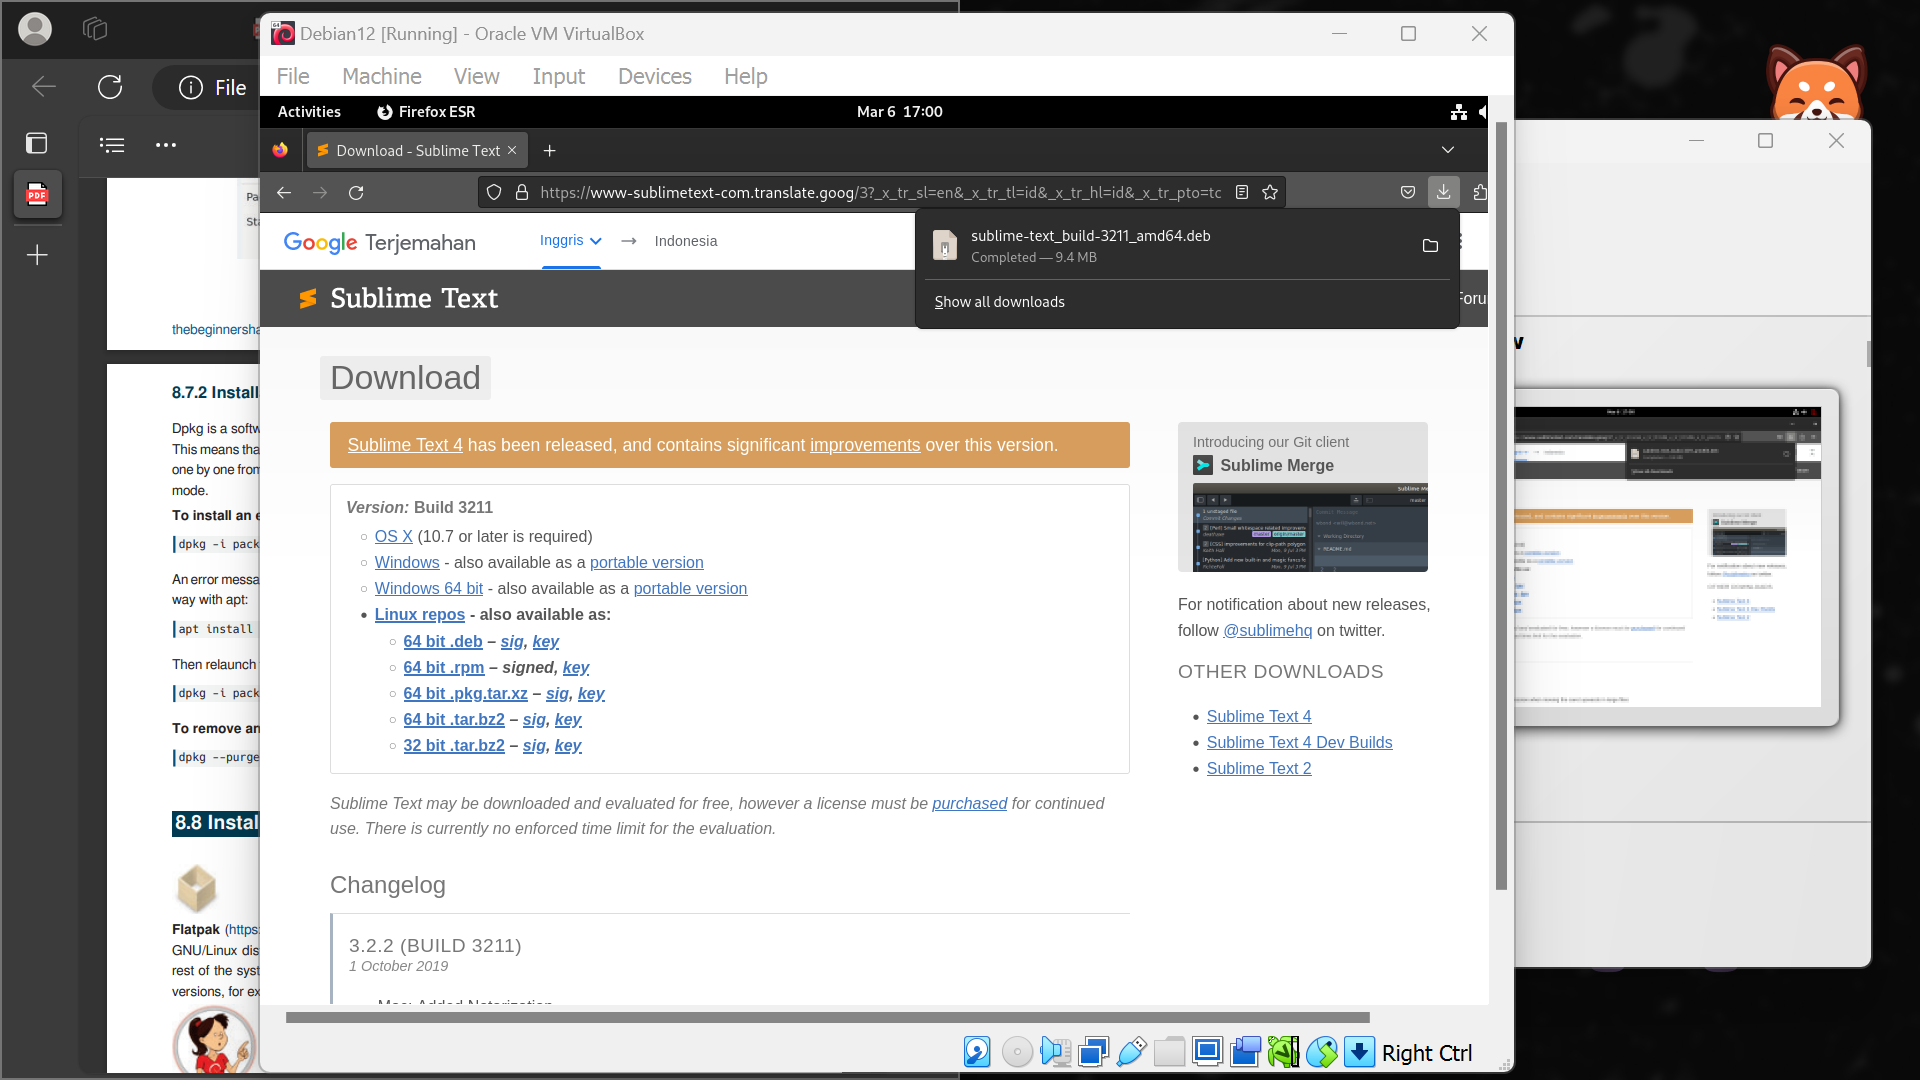 Debian12 [Running] - Oracle VM VirtualBox
File Machine View Input Devices Help
Activities Firefox ESR Mar 6 17:00
Download - Sublime Text
https://www-sublimetext-com.translate.goog/3?_x_tr_sl=en&_x_tr_tl=id&_x_tr_hl=id&_x_tr_pto=tc
Google Terjemahan Inggris → Indonesia
sublime-text_build-3211_amd64.deb
Completed — 9.4 MB
Show all downloads
Sublime Text
Foru
Download
Sublime Text 4 has been released, and contains significant improvements over this version.
Version: Build 3211
OS X (10.7 or later is required)
Windows - also available as a portable version
Windows 64 bit - also available as a portable version
Linux repos - also available as:
64 bit .deb – sig, key
64 bit .rpm – signed, key
64 bit .pkg.tar.xz – sig, key
64 bit .tar.bz2 – sig, key
32 bit .tar.bz2 – sig, key
Sublime Text may be downloaded and evaluated for free, however a license must be purchased for continued
use. There is currently no enforced time limit for the evaluation.
Changelog
3.2.2 (BUILD 3211)
1 October 2019
Mac: Added Notarization
Introducing our Git client
Sublime Merge
For notification about new releases,
follow @sublimehq on twitter.
OTHER DOWNLOADS
Sublime Text 4
Sublime Text 4 Dev Builds
Sublime Text 2
Right Ctrl
File
PDF
Pa
Sta
thebeginnersha
8.7.2 Install
Dpkg is a softw
This means tha
one by one from
mode.
To install an e
dpkg -i pack
An error messa
way with apt:
apt install
Then relaunch
dpkg -i pack
To remove an
dpkg --purge
8.8 Instal
Flatpak (https:
GNU/Linux dis
rest of the syst
versions, for ex